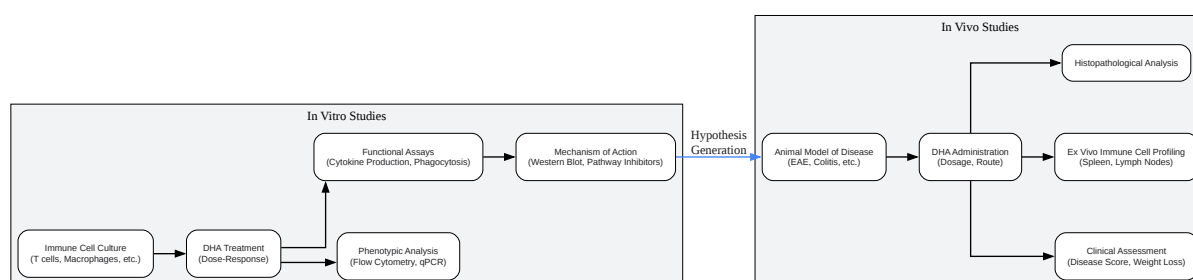 In Vitro Studies
Immune Cell Culture
(T cells, Macrophages, etc.)
DHA Treatment
(Dose-Response)
Functional Assays
(Cytokine Production, Phagocytosis)
Phenotypic Analysis
(Flow Cytometry, qPCR)
Mechanism of Action
(Western Blot, Pathway Inhibitors)
Hypothesis
Generation
In Vivo Studies
Animal Model of Disease
(EAE, Colitis, etc.)
DHA Administration
(Dosage, Route)
Histopathological Analysis
Ex Vivo Immune Cell Profiling
(Spleen, Lymph Nodes)
Clinical Assessment
(Disease Score, Weight Loss)